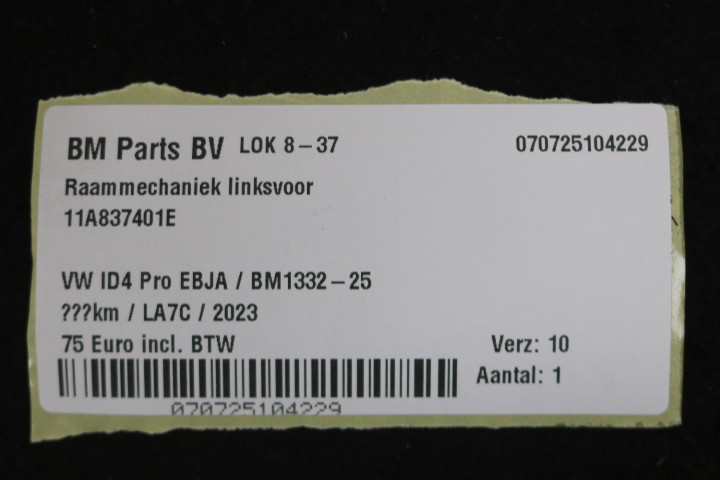 BM Parts BV LOK 8-37 070725104229
Raammechaniek linksvoor
11A837401E
VW ID4 Pro EBJA / BM1332-25
???km / LA7C / 2023
75 Euro incl. BTW Verz: 10
Aantal: 1
070725104229